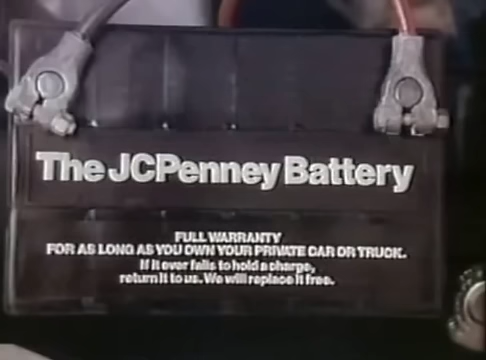 The JCPenney Battery
FULL WARRANTY
FOR AS LONG AS YOU OWN YOUR PRIVATE CAR OR TRUCK.
If it ever fails to hold a charge,
return it to us. We will replace it free.